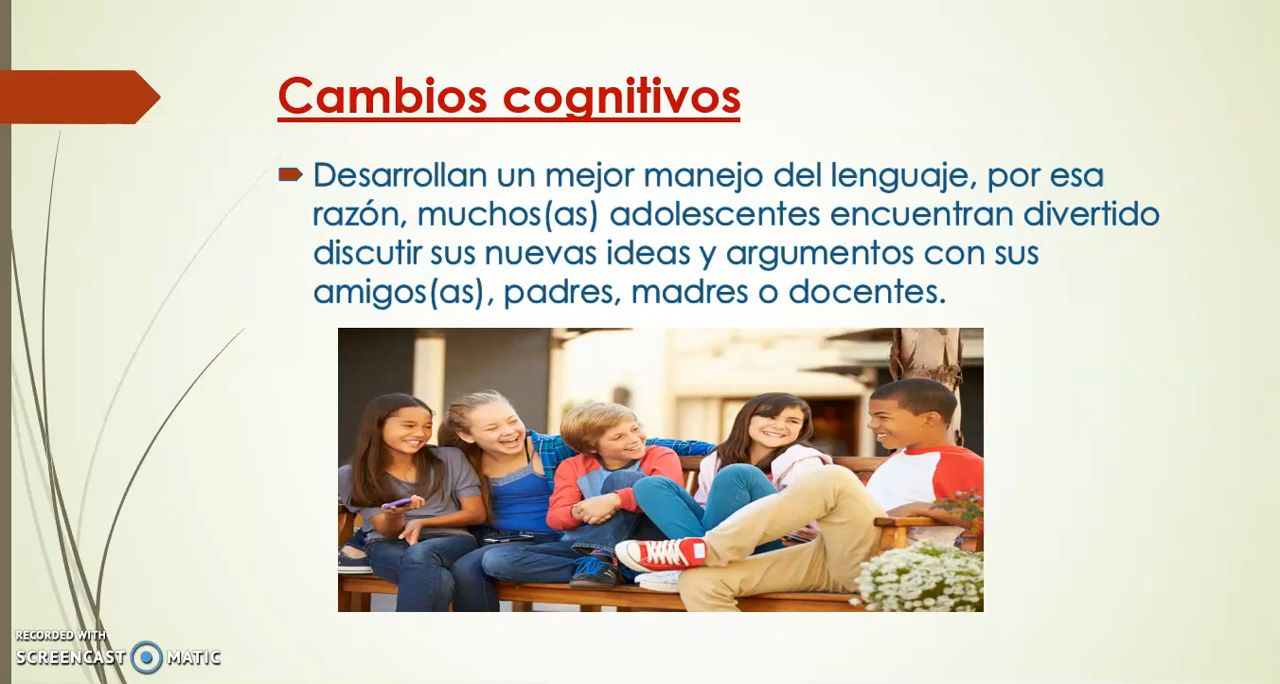 Cambios cognitivos
Desarrollan un mejor manejo del lenguaje, por esa
razón, muchos(as) adolescentes encuentran divertido
discutir sus nuevas ideas y argumentos con sus
amigos(as), padres, madres o docentes.
RECORDED WITH
SCREENCAST MATIC